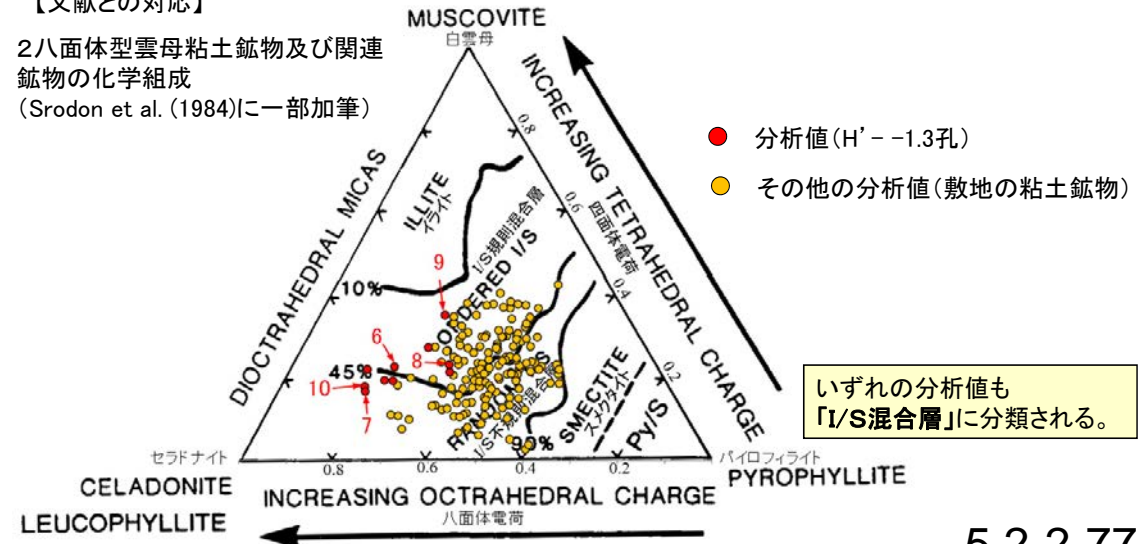 【文献との対応】
2八面体型雲母粘土鉱物及び関連
鉱物の化学組成
(Srodon et al. (1984)に一部加筆)
MUSCOVITE
白雲母
分析値(H'- -1.3孔)
その他の分析値(敷地の粘土鉱物)
DIOCTRAHEDRAL MICAS
INCREASING TETRAHEDRAL CHARGE
四面体電荷
0.8
0.6
0.4
0.2
ILLITE
イライト
I/S規則混合層
ORDERED I/S
10%
9
6
8
45%
10
7
I/S不規則混合層
90%
SMECTITE
スメクタイト
Py/S
いずれの分析値も
「I/S混合層」に分類される。
セラドナイト
パイロフィライト
0.8
0.6
0.4
0.2
CELADONITE
PYROPHYLLITE
INCREASING OCTRAHEDRAL CHARGE
LEUCOPHYLLITE
八面体電荷